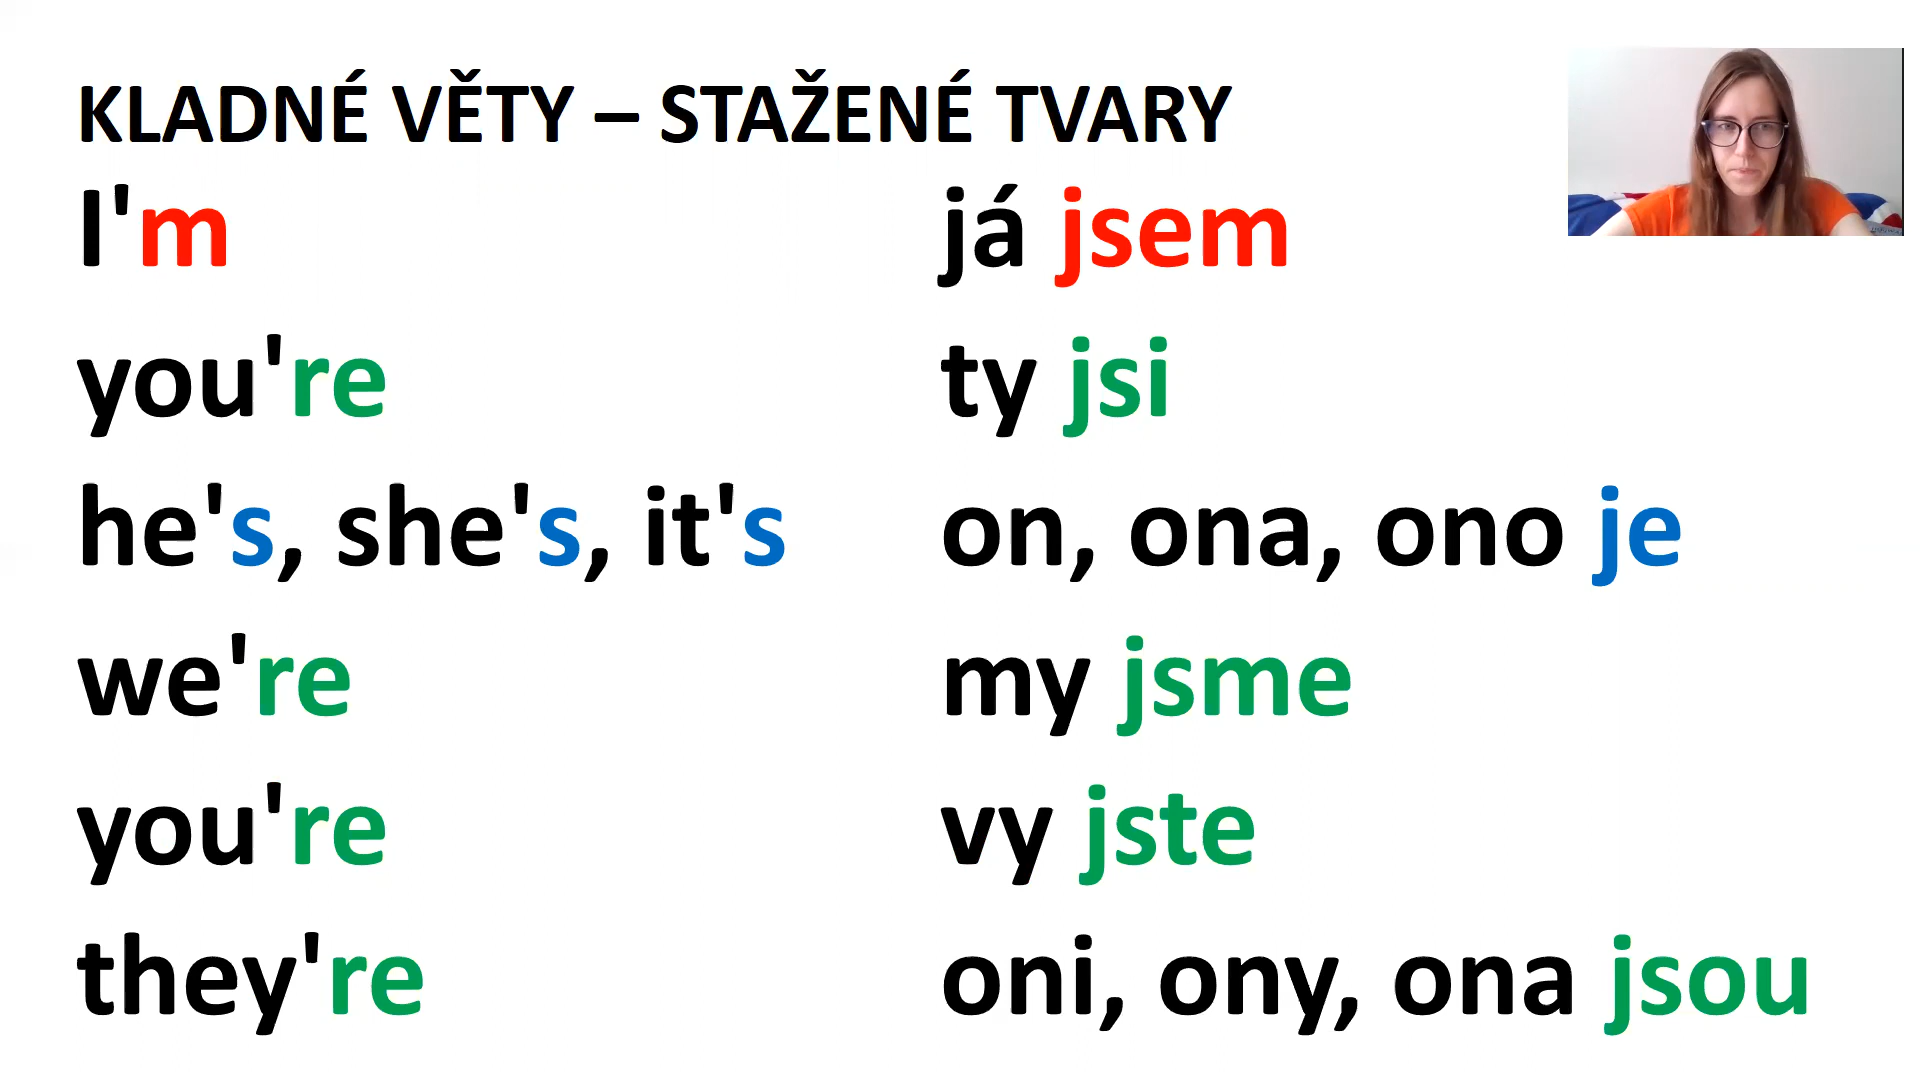 KLADNÉ VĚTY – STAŽENÉ TVARY
I'm já jsem
you're ty jsi
he's, she's, it's on, ona, ono je
we're my jsme
you're vy jste
they're oni, ony, ona jsou